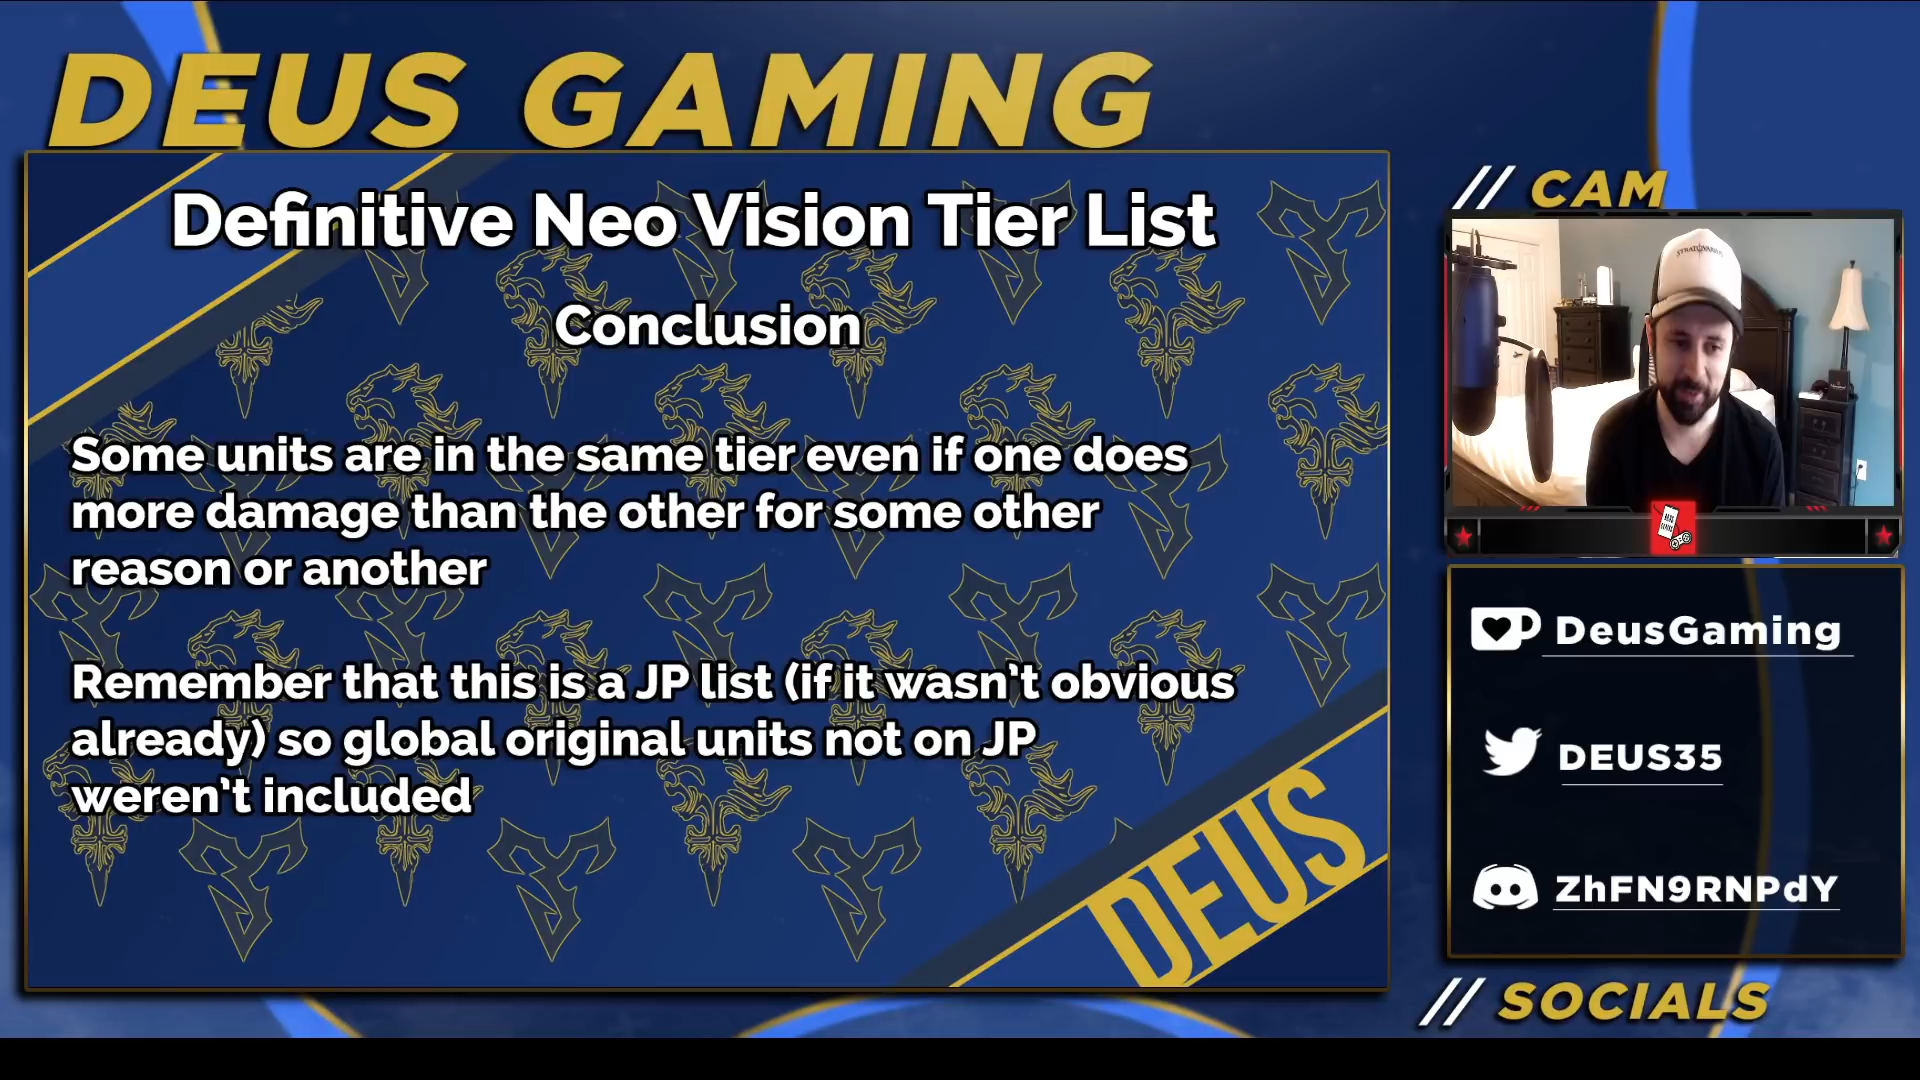 DEUS GAMING
Definitive Neo Vision Tier List
Conclusion
Some units are in the same tier even if one does
more damage than the other for some other
reason or another
Remember that this is a JP list (if it wasn't obvious
already) so global original units not on JP
weren't included
DEUS
// CAM
DeusGaming
DEUS35
ZhFN9RNPdY
// SOCIALS